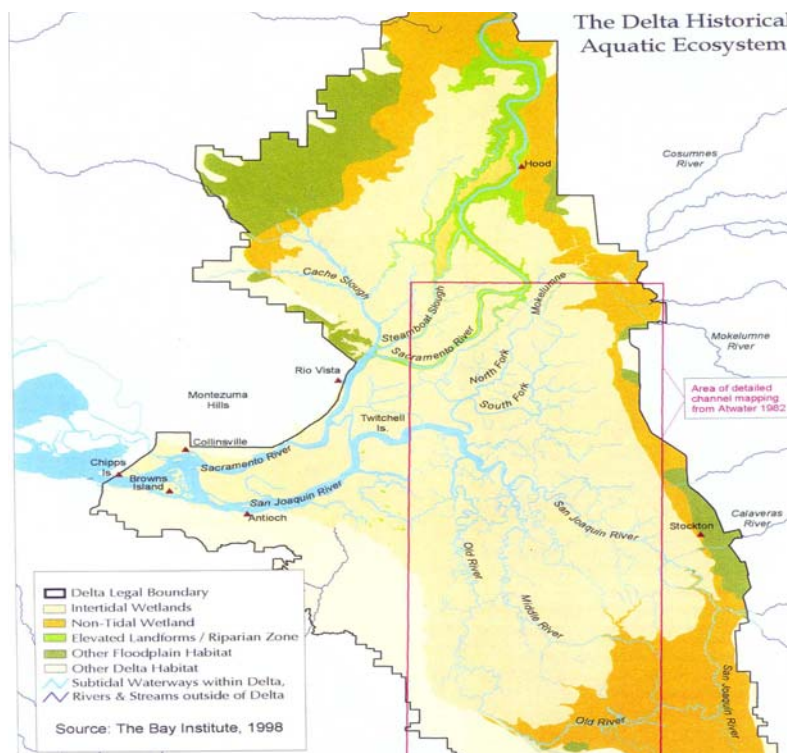 The Delta Historical
Aquatic Ecosystem
Cosumnes
River
Hood
Cache Slough
Steamboat Slough
Mokelumne
Sacramento River
Mokelumne
River
Rio Vista
North Fork
South Fork
Area of detailed
channel mapping
from Atwater 1982
Montezuma
Hills
Twitchell
Is.
Collinsville
Sacramento River
Chipps
Is.
Browns
Island
San Joaquin River
Antioch
San Joaquin River
Calaveras
River
Stockton
Old River
Middle River
San Joaquin River
Old River
Delta Legal Boundary
Intertidal Wetlands
Non-Tidal Wetland
Elevated Landforms / Riparian Zone
Other Floodplain Habitat
Other Delta Habitat
Subtidal Waterways within Delta,
Rivers & Streams outside of Delta
Source: The Bay Institute, 1998